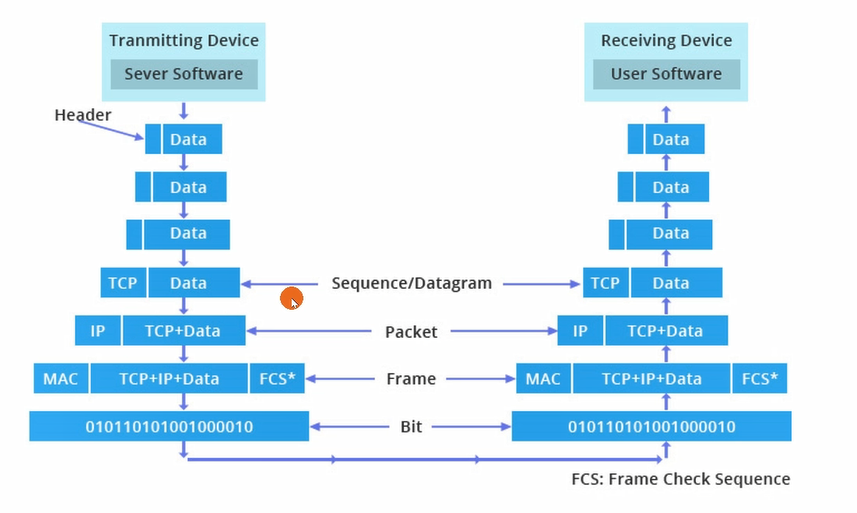 Tranmitting Device
Sever Software
Receiving Device
User Software
Header
Data
Data
Data
Data
Data
Data
TCP
Data
Sequence/Datagram
TCP
Data
IP
TCP+Data
Packet
IP
TCP+Data
MAC
TCP+IP+Data
FCS*
Frame
MAC
TCP+IP+Data
FCS*
010110101001000010
Bit
010110101001000010
FCS: Frame Check Sequence